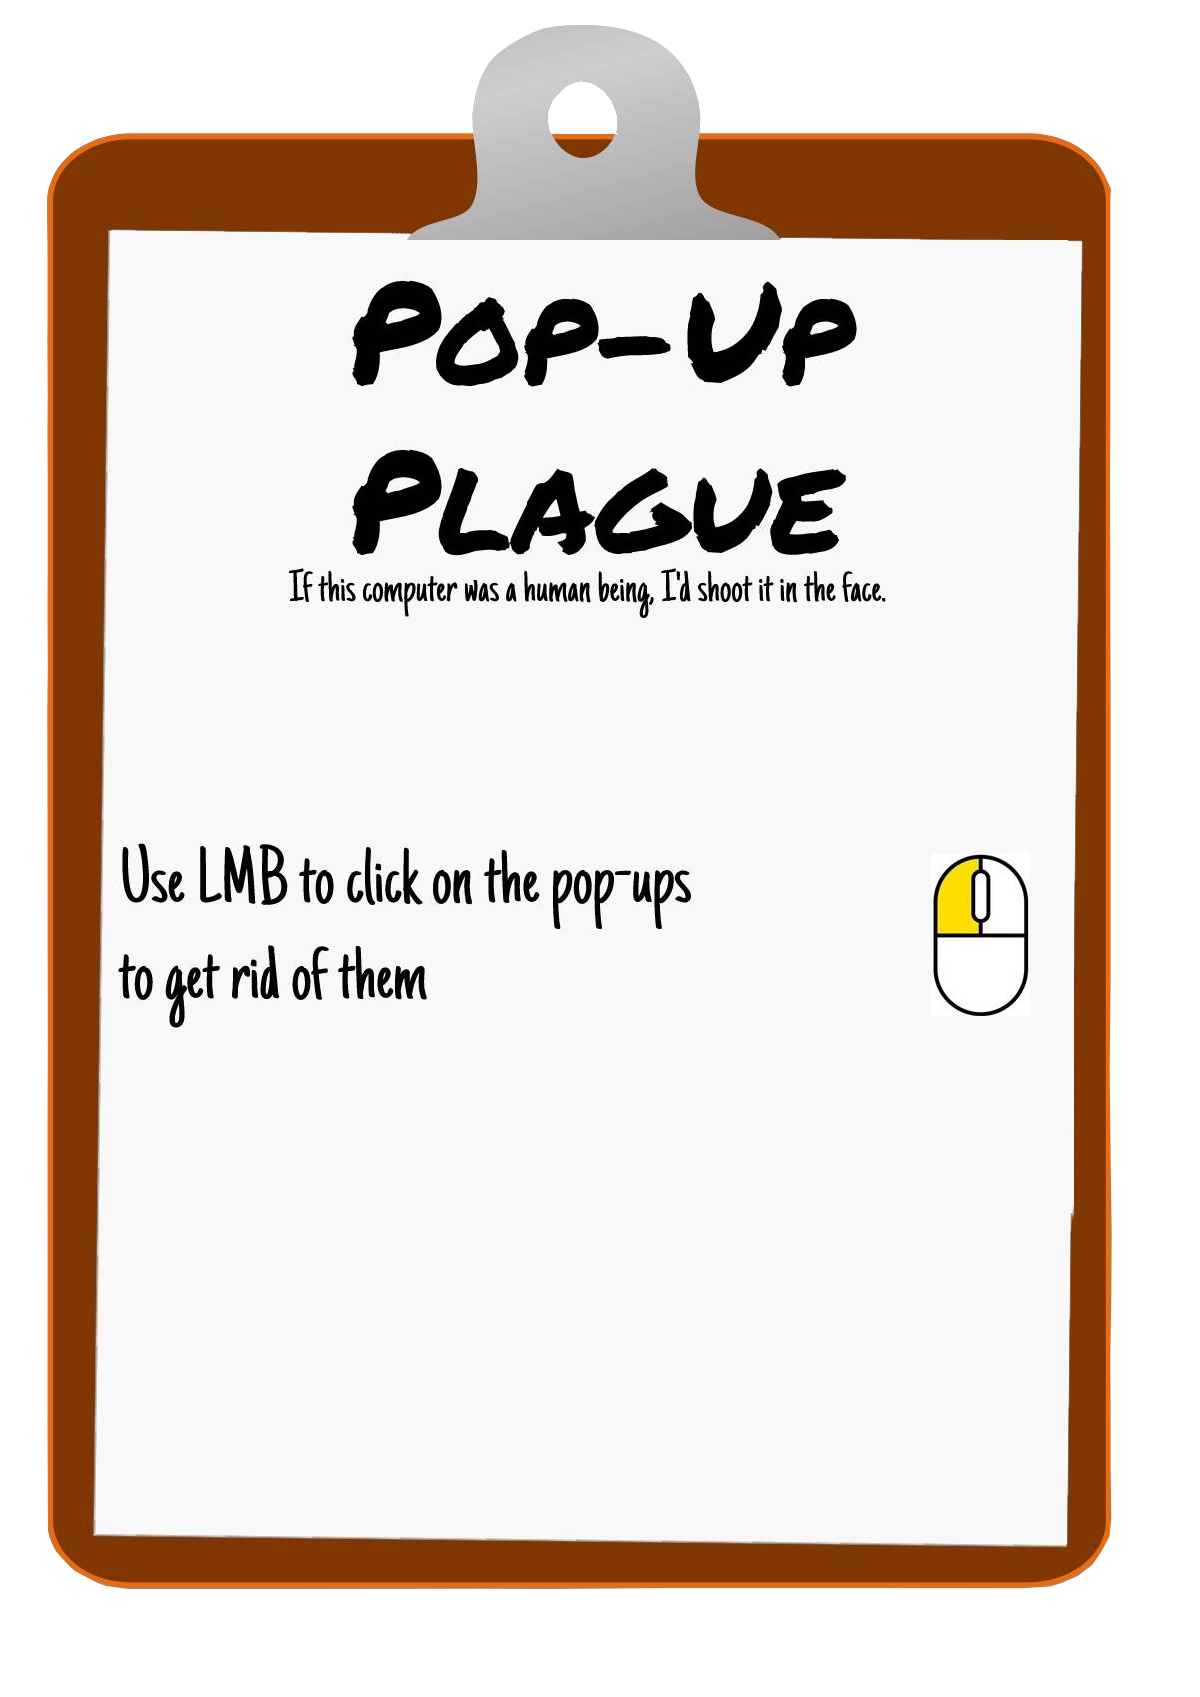 Pop-Up
Plague
If this computer was a human being, I'd shoot it in the face.
Use LMB to click on the pop-ups
to get rid of them